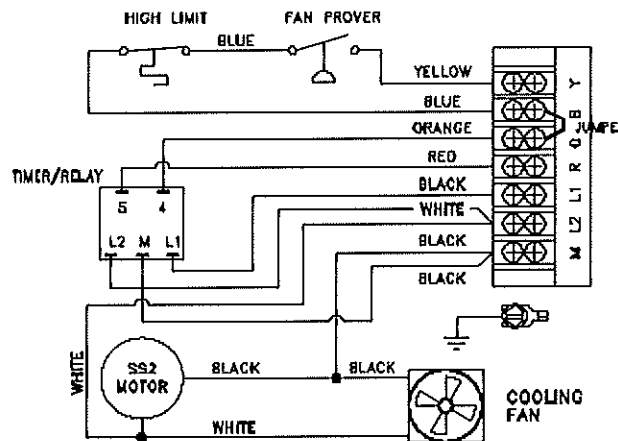 HIGH LIMIT
FAN PROVER
BLUE
YELLOW
Y
BLUE
B
JUMPE
ORANGE
O
RED
R
TIMER/RELAY
BLACK
L1
5 4
WHITE
L2
L2 M L1
BLACK
M
BLACK
WHITE
SS2
MOTOR
BLACK
BLACK
COOLING
FAN
WHITE